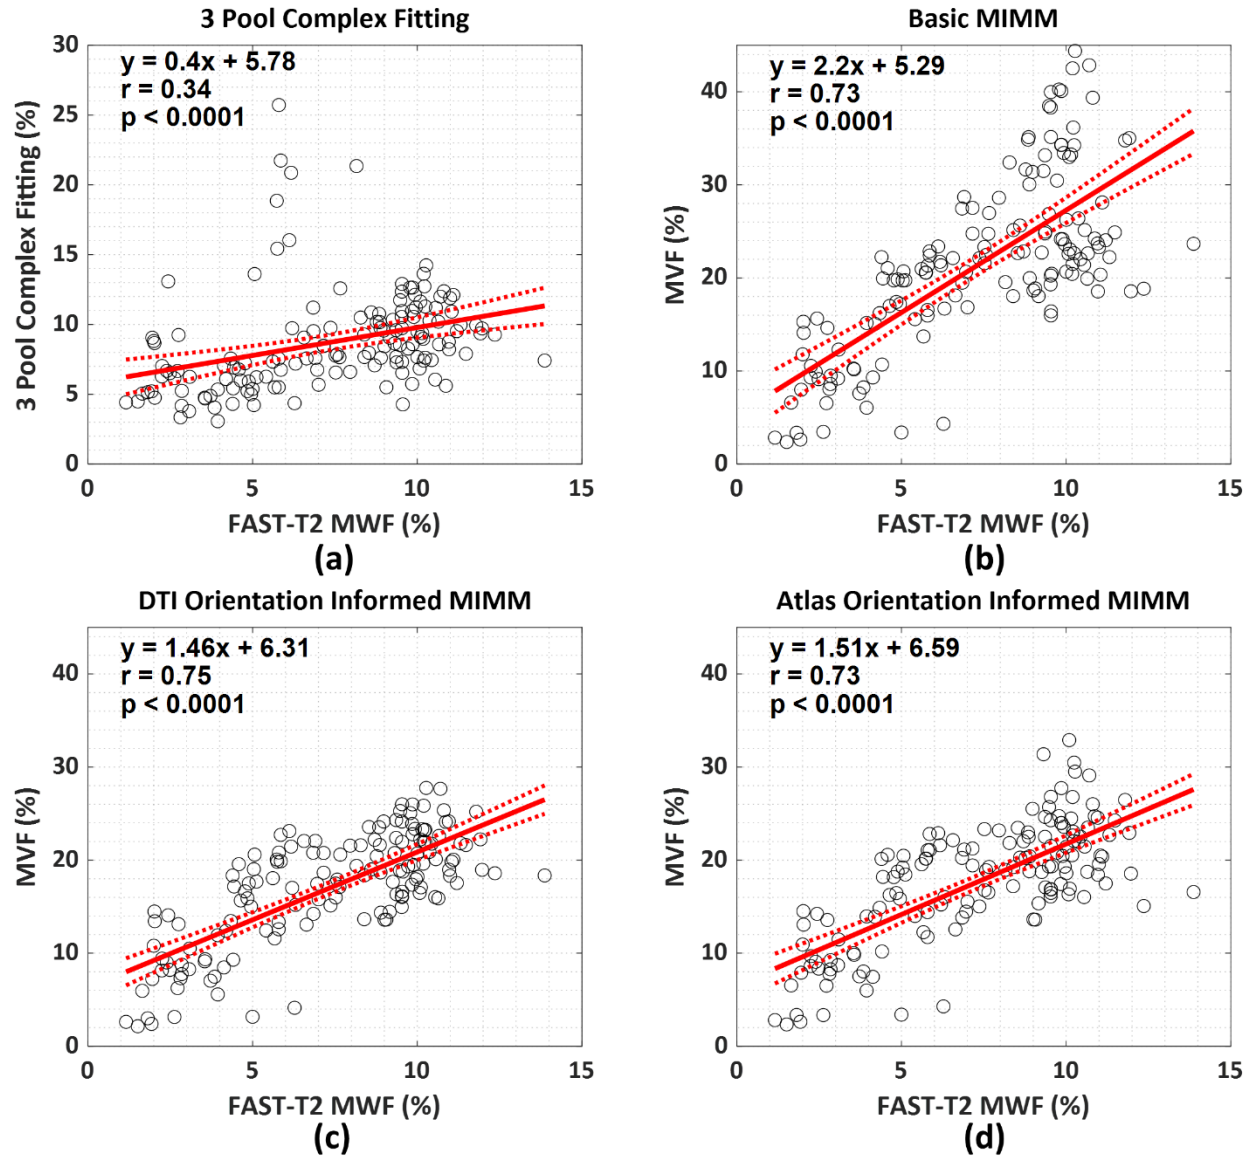 3 Pool Complex Fitting
y = 0.4x + 5.78
r = 0.34
p < 0.0001
3 Pool Complex Fitting (%)
30
25
20
15
10
5
0
0 5 10 15
FAST-T2 MWF (%)
(a)
Basic MIMM
y = 2.2x + 5.29
r = 0.73
p < 0.0001
MVF (%)
40
30
20
10
0
0 5 10 15
FAST-T2 MWF (%)
(b)
DTI Orientation Informed MIMM
y = 1.46x + 6.31
r = 0.75
p < 0.0001
MVF (%)
40
30
20
10
0
0 5 10 15
FAST-T2 MWF (%)
(c)
Atlas Orientation Informed MIMM
y = 1.51x + 6.59
r = 0.73
p < 0.0001
MVF (%)
40
30
20
10
0
0 5 10 15
FAST-T2 MWF (%)
(d)